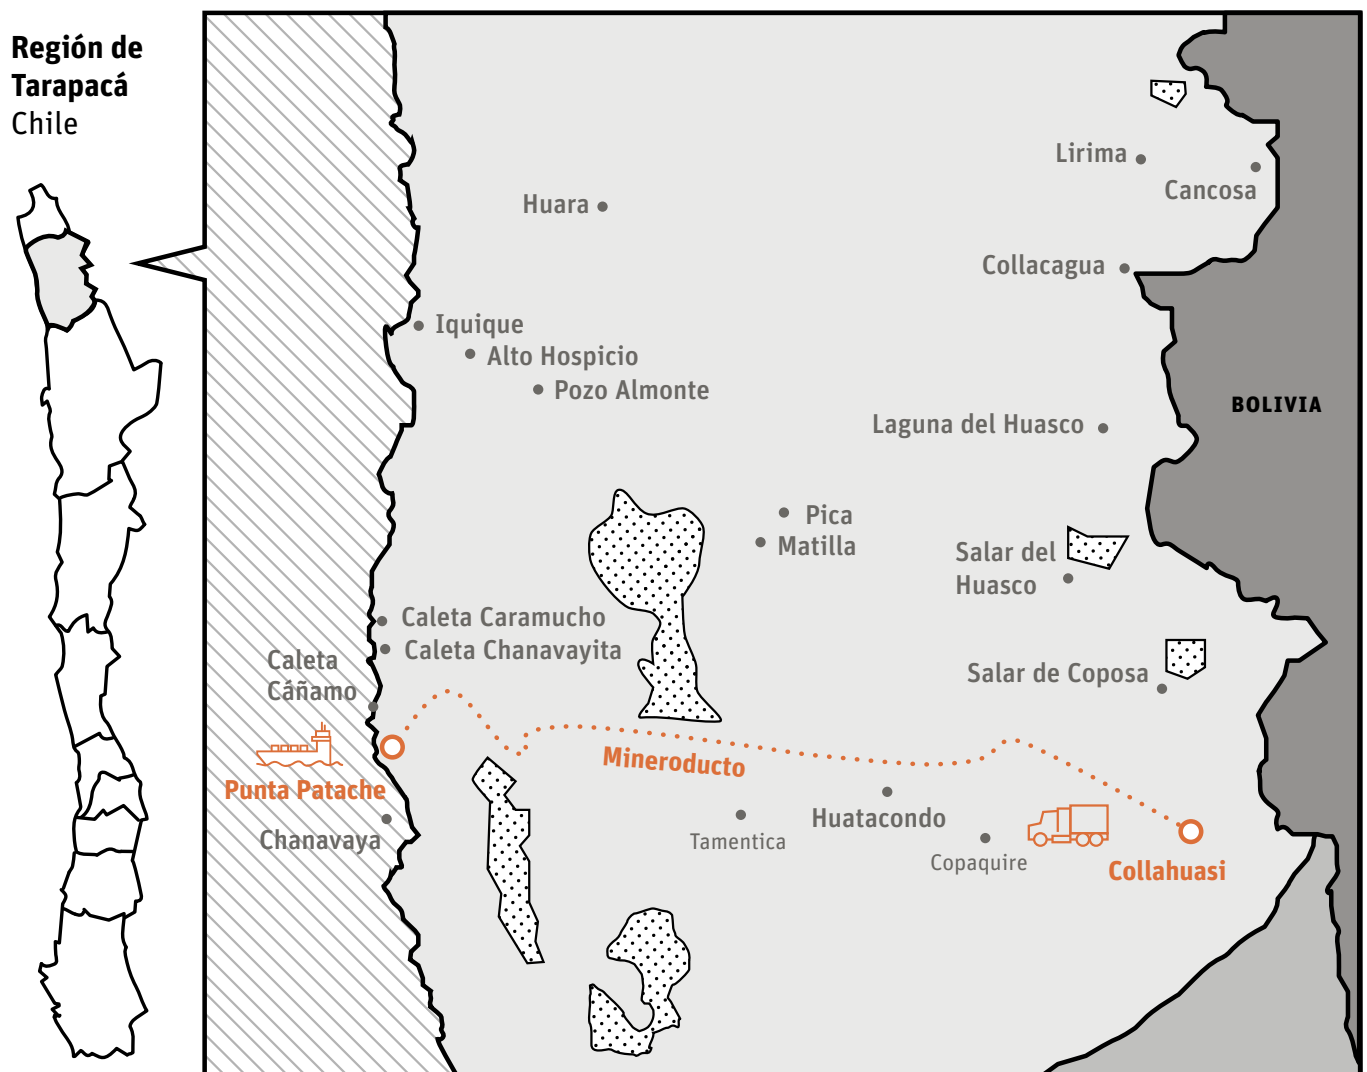 Región de
Tarapacá
Chile
Lirima
Cancosa
Huara
Collacagua
Iquique
Alto Hospicio
Pozo Almonte
BOLIVIA
Laguna del Huasco
Pica
Matilla
Salar del
Huasco
Caleta Caramucho
Caleta Chanavayita
Caleta
Cáñamo
Salar de Coposa
Mineroducto
Punta Patache
Huatacondo
Chanavaya
Tamentica
Copaquire
Collahuasi